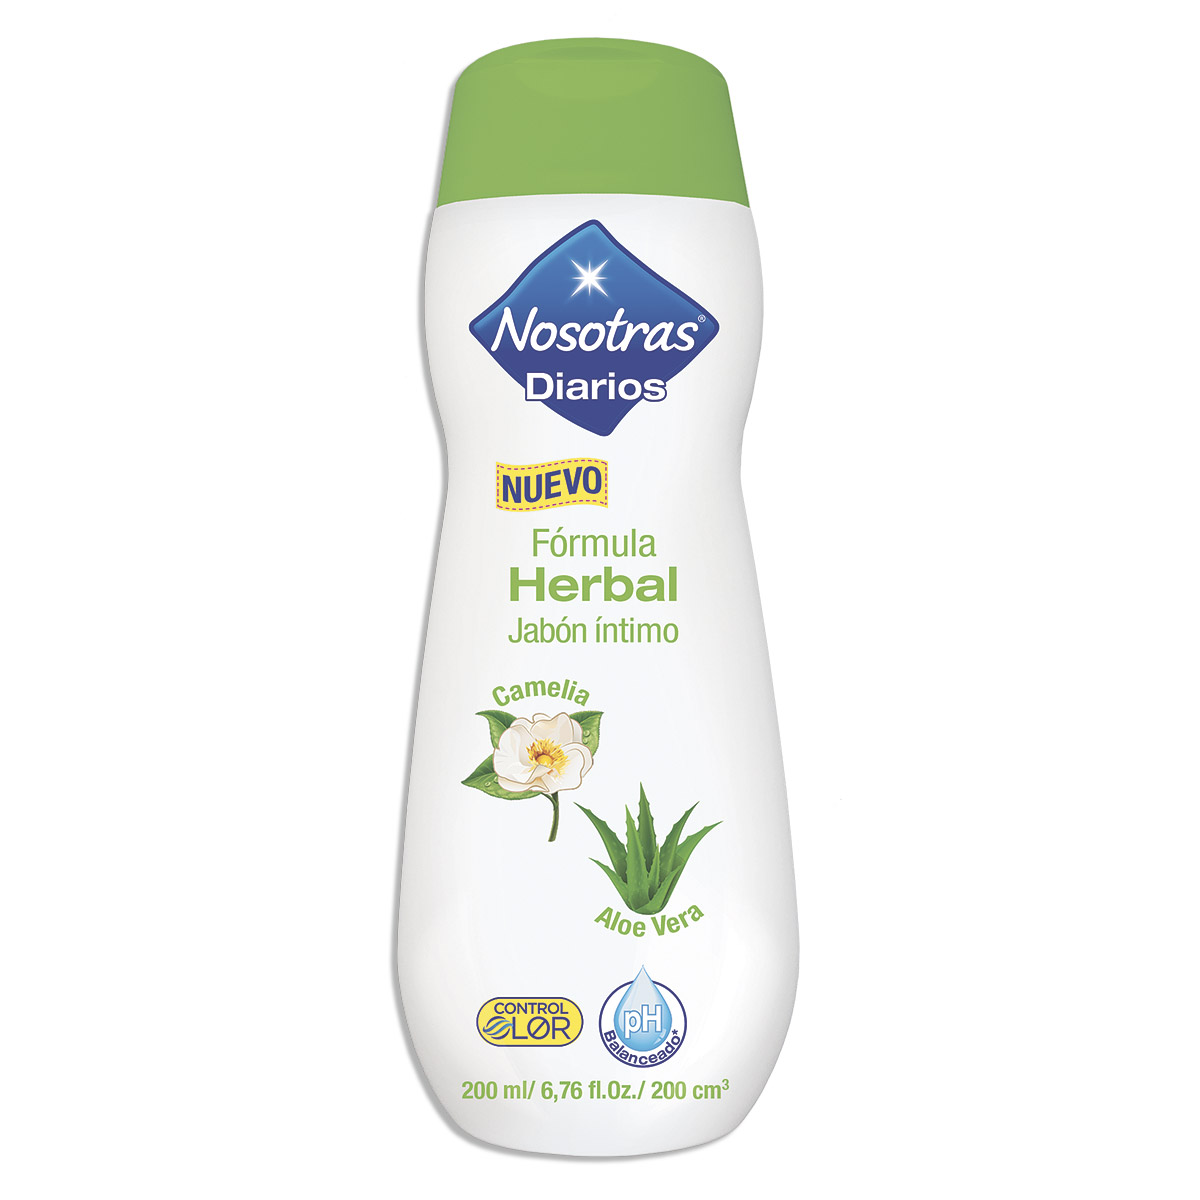 Nosotras®
Diarios
NUEVO
Fórmula
Herbal
Jabón íntimo
Camelia
Aloe Vera
CONTROL
OLØR
pH
Balanceado*
200 ml/ 6,76 fl.Oz./ 200 cm³